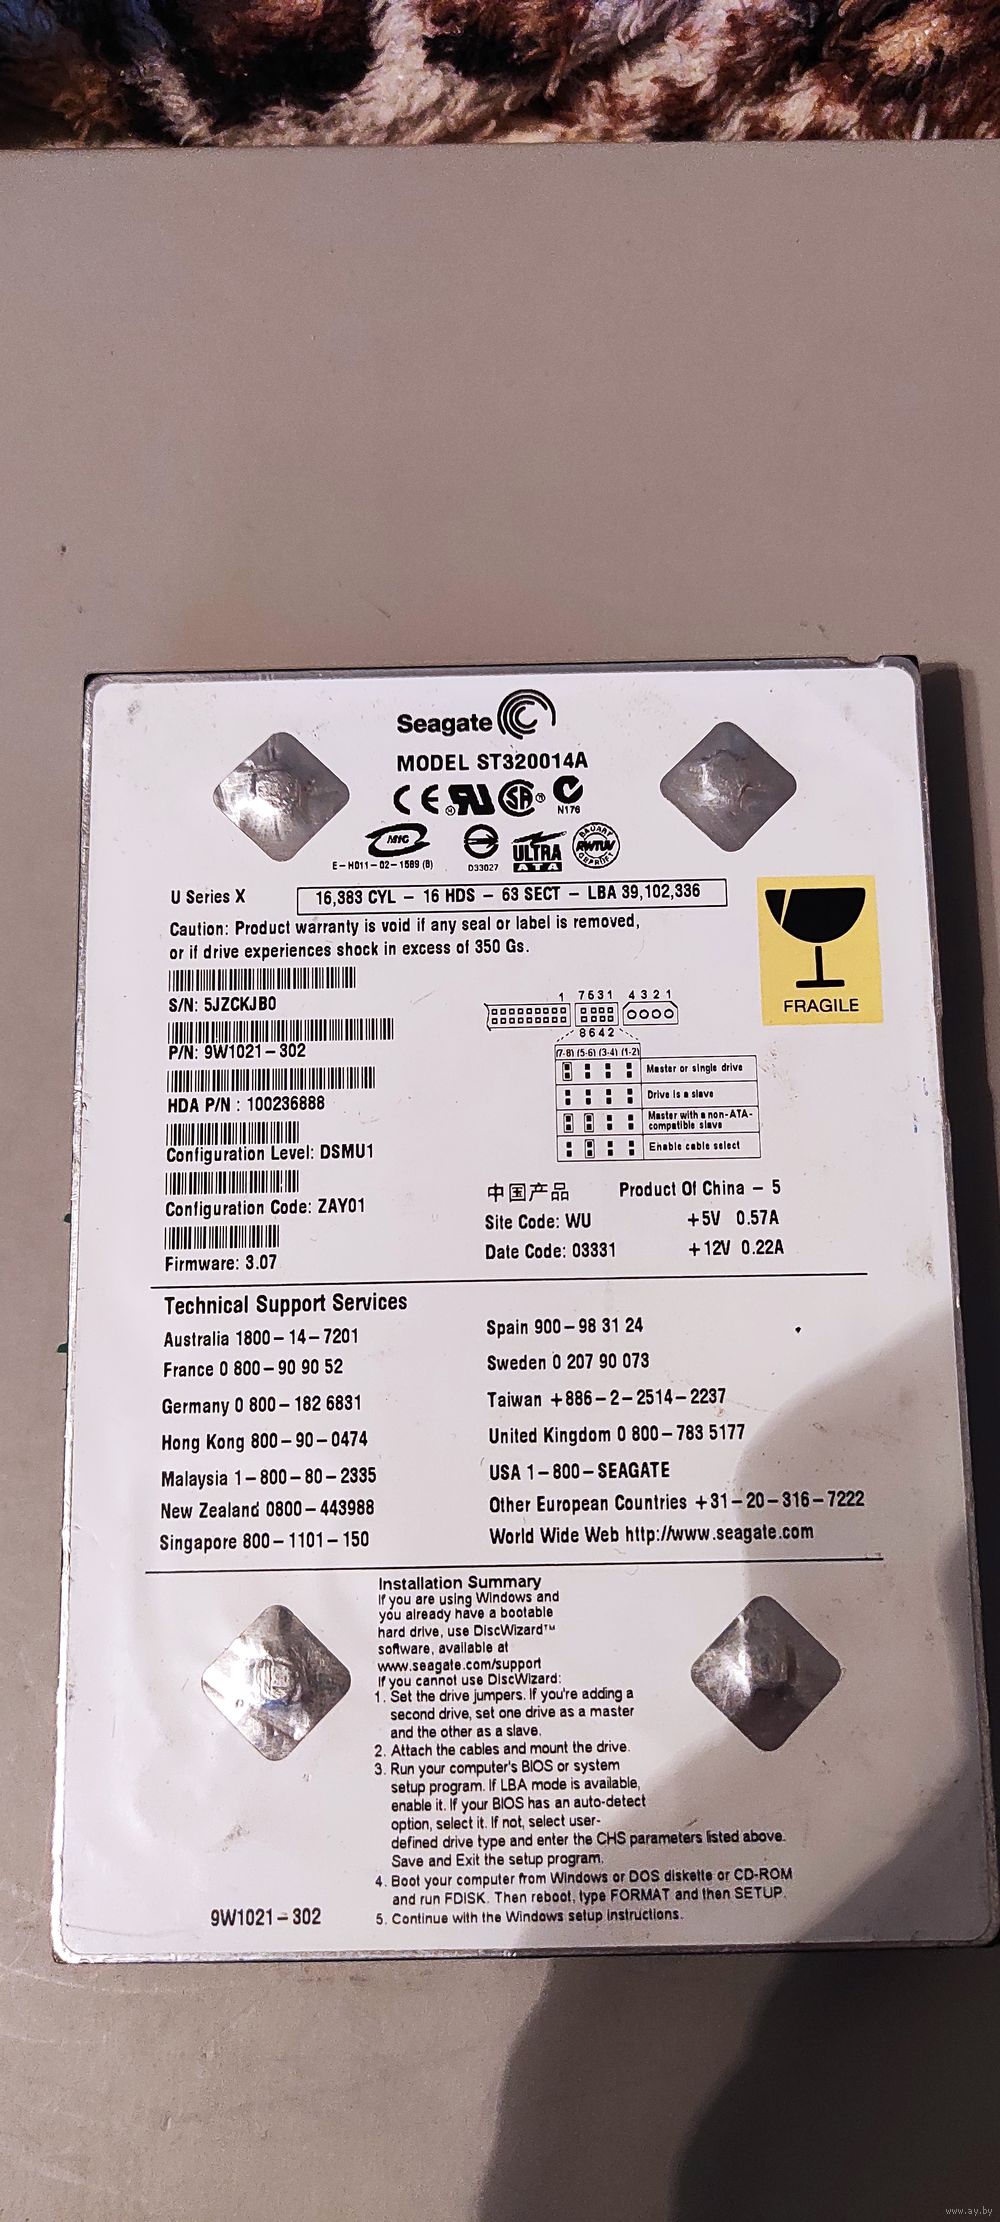 Seagate
MODEL ST320014A
N176
MIC
E-H011-02-1589 (B)
D33027
ULTRA
ATA
BAUART
RWTÜV
GEPRÜFT
U Series X
16,383 CYL – 16 HDS – 63 SECT – LBA 39,102,336
Caution: Product warranty is void if any seal or label is removed,
or if drive experiences shock in excess of 350 Gs.
FRAGILE
S/N: 5JZCKJB0
P/N: 9W1021-302
HDA P/N : 100236888
Configuration Level: DSMU1
Configuration Code: ZAY01
Firmware: 3.07
1 7531 4321
8642
(7-8) (5-6) (3-4) (1-2)
Master or single drive
Drive is a slave
Master with a non-ATA-
compatible slave
Enable cable select
中国产品 Product Of China – 5
Site Code: WU +5V 0.57A
Date Code: 03331 +12V 0.22A
Technical Support Services
Australia 1800-14-7201
France 0 800-90 90 52
Germany 0 800-182 6831
Hong Kong 800-90-0474
Malaysia 1-800-80-2335
New Zealand 0800-443988
Singapore 800-1101-150
Spain 900-98 31 24
Sweden 0 207 90 073
Taiwan +886-2-2514-2237
United Kingdom 0 800-783 5177
USA 1-800-SEAGATE
Other European Countries +31-20-316-7222
World Wide Web http://www.seagate.com
Installation Summary
If you are using Windows and
you already have a bootable
hard drive, use DiscWizard™
software, available at
www.seagate.com/support
If you cannot use DiscWizard:
1. Set the drive jumpers. If you're adding a
second drive, set one drive as a master
and the other as a slave.
2. Attach the cables and mount the drive.
3. Run your computer's BIOS or system
setup program. If LBA mode is available,
enable it. If your BIOS has an auto-detect
option, select it. If not, select user-
defined drive type and enter the CHS parameters listed above.
Save and Exit the setup program.
4. Boot your computer from Windows or DOS diskette or CD-ROM
and run FDISK. Then reboot, type FORMAT and then SETUP.
5. Continue with the Windows setup instructions.
9W1021-302
www.ay.by